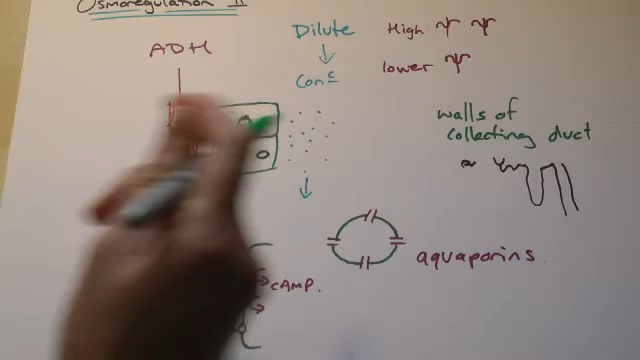 Osmoregulation II
ADH
Dilute
Conc
High Ψ Ψ
lower Ψ
walls of
collecting duct
aquaporins
cAMP.